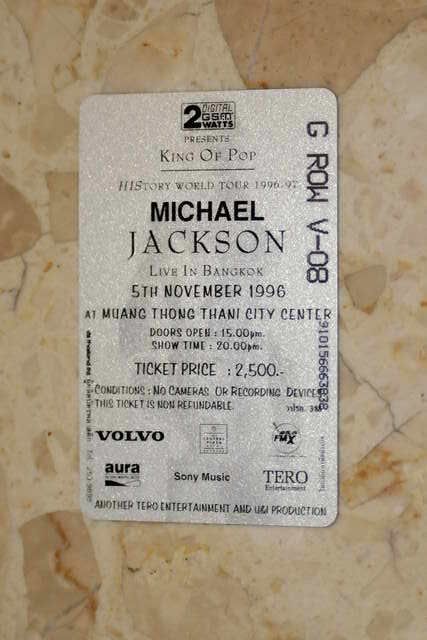 2 DIGITAL
GSM
WATTS
PRESENTS
KING OF POP
HIStory WORLD TOUR 1996-97
MICHAEL
JACKSON
LIVE IN BANGKOK
5TH NOVEMBER 1996
AT MUANG THONG THANI CITY CENTER
DOORS OPEN : 15.00pm.
SHOW TIME : 20.00pm.
TICKET PRICE : 2,500.-
CONDITIONS : NO CAMERAS OR RECORDING DEVICES
THIS TICKET IS NON REFUNDABLE.
VOLVO
FMX
aura
Sony Music
TERO
Entertainment
ANOTHER TERO ENTERTAINMENT AND U&I PRODUCTION
G ROW V-08
910156663838